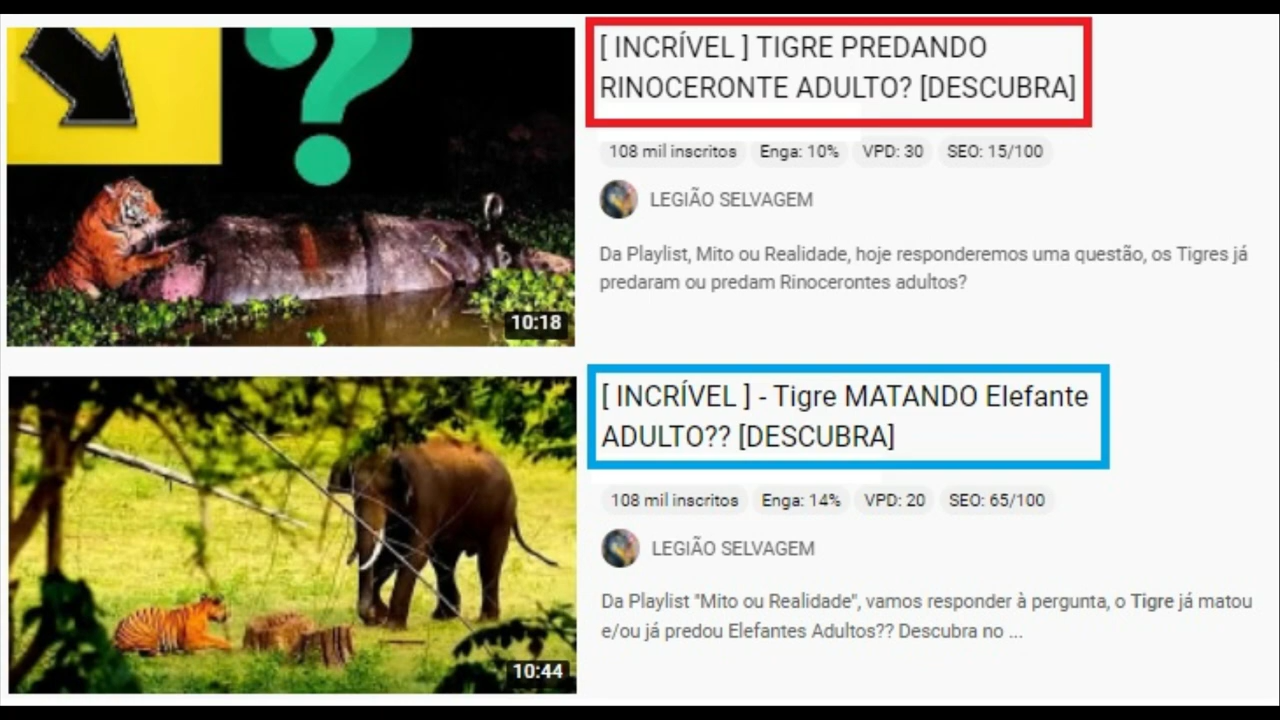 [ INCRÍVEL ] TIGRE PREDANDO
RINOCERONTE ADULTO? [DESCUBRA]
108 mil inscritos Enga: 10% VPD: 30 SEO: 15/100
LEGIÃO SELVAGEM
Da Playlist, Mito ou Realidade, hoje responderemos uma questão, os Tigres já
predaram ou predam Rinocerontes adultos?
?
10:18
[ INCRÍVEL ] - Tigre MATANDO Elefante
ADULTO?? [DESCUBRA]
108 mil inscritos Enga: 14% VPD: 20 SEO: 65/100
LEGIÃO SELVAGEM
Da Playlist "Mito ou Realidade", vamos responder à pergunta, o Tigre já matou
e/ou já predou Elefantes Adultos?? Descubra no ...
10:44